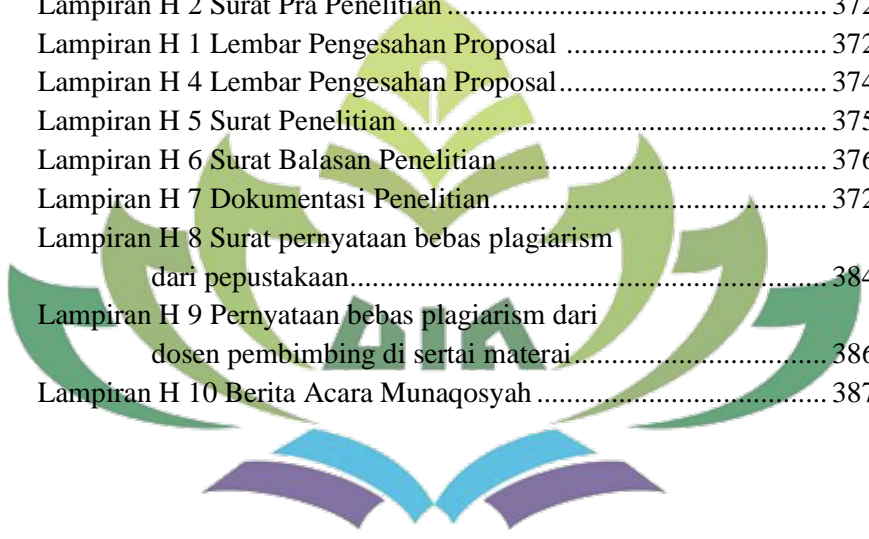 Lampiran H 2 Surat Pra Penelitian ................................................ 372
Lampiran H 1 Lembar Pengesahan Proposal ................................. 372
Lampiran H 4 Lembar Pengesahan Proposal.................................. 374
Lampiran H 5 Surat Penelitian ...................................................... 375
Lampiran H 6 Surat Balasan Penelitian.......................................... 376
Lampiran H 7 Dokumentasi Penelitian........................................... 372
Lampiran H 8 Surat pernyataan bebas plagiarism
dari pepustakaan............................................................. 384
Lampiran H 9 Pernyataan bebas plagiarism dari
dosen pembimbing di sertai materai................................. 386
Lampiran H 10 Berita Acara Munaqosyah ..................................... 387